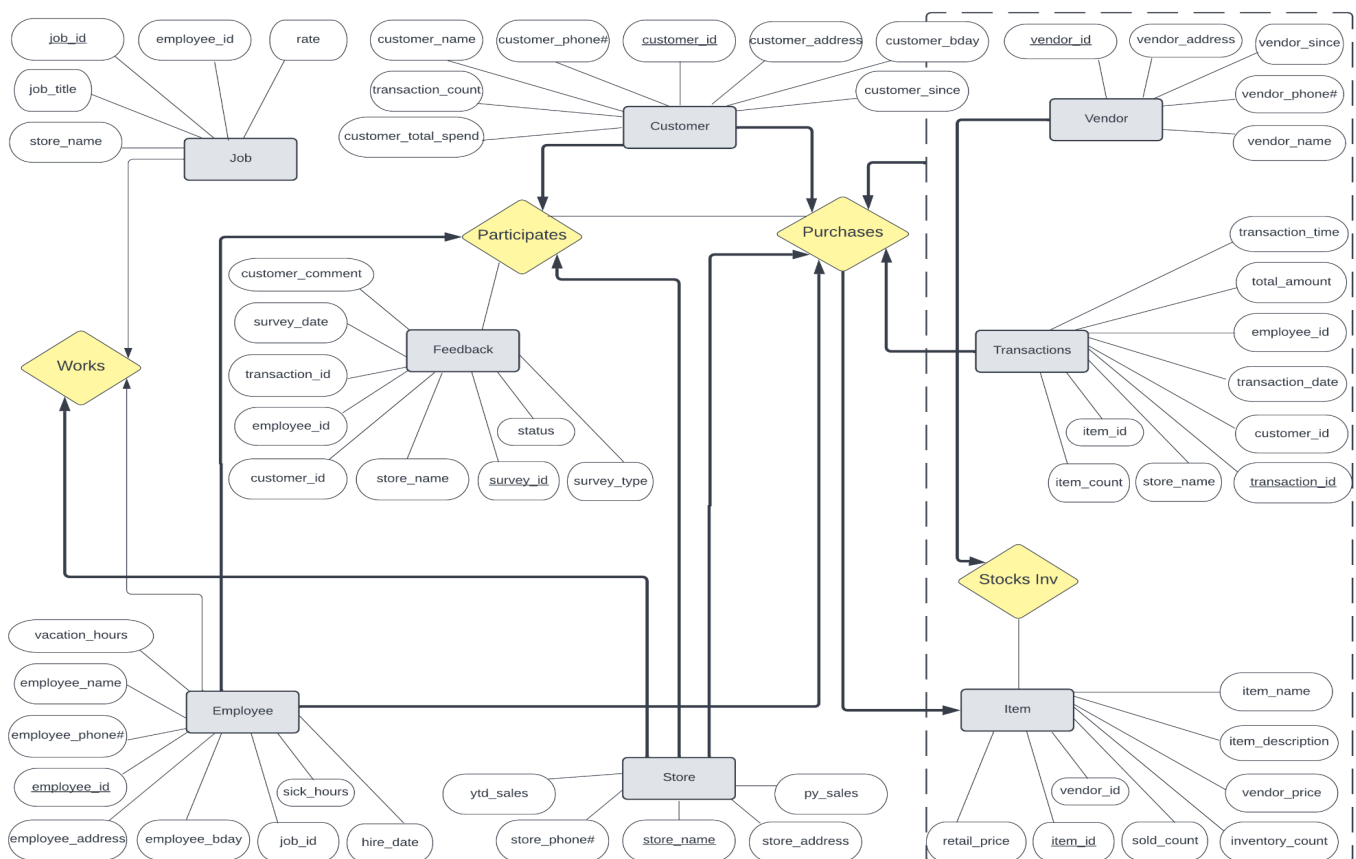 job_id
employee_id
rate
job_title
store_name
Job
customer_name
customer_phone#
customer_id
customer_address
customer_bday
transaction_count
customer_since
customer_total_spend
Customer
vendor_id
vendor_address
vendor_since
vendor_phone#
vendor_name
Vendor
Participates
Purchases
customer_comment
survey_date
transaction_id
employee_id
customer_id
store_name
survey_id
status
survey_type
Feedback
Works
transaction_time
total_amount
employee_id
transaction_date
customer_id
transaction_id
item_id
item_count
store_name
Transactions
Stocks Inv
vacation_hours
employee_name
employee_phone#
employee_id
employee_address
employee_bday
job_id
sick_hours
hire_date
Employee
Store
ytd_sales
store_phone#
store_name
store_address
py_sales
Item
item_name
item_description
vendor_price
inventory_count
vendor_id
retail_price
item_id
sold_count